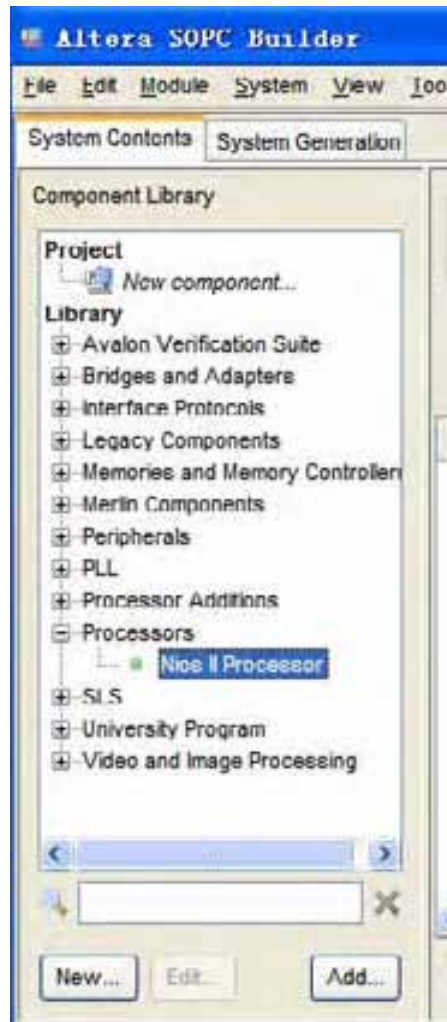 Altera SOPC Builder
File Edit Module System View Too
System Contents System Generation
Component Library
Project
New component...
Library
Avalon Verification Suite
Bridges and Adapters
Interface Protocols
Legacy Components
Memories and Memory Controllers
Merlin Components
Peripherals
PLL
Processor Additions
Processors
Nios II Processor
SLS
University Program
Video and Image Processing
New... Edit... Add...